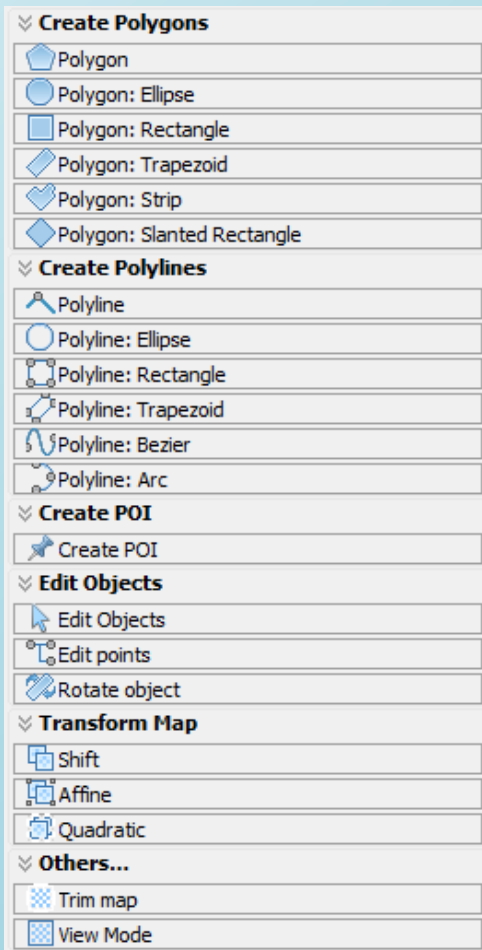 Create Polygons
Polygon
Polygon: Ellipse
Polygon: Rectangle
Polygon: Trapezoid
Polygon: Strip
Polygon: Slanted Rectangle
Create Polylines
Polyline
Polyline: Ellipse
Polyline: Rectangle
Polyline: Trapezoid
Polyline: Bezier
Polyline: Arc
Create POI
Create POI
Edit Objects
Edit Objects
Edit points
Rotate object
Transform Map
Shift
Affine
Quadratic
Others...
Trim map
View Mode